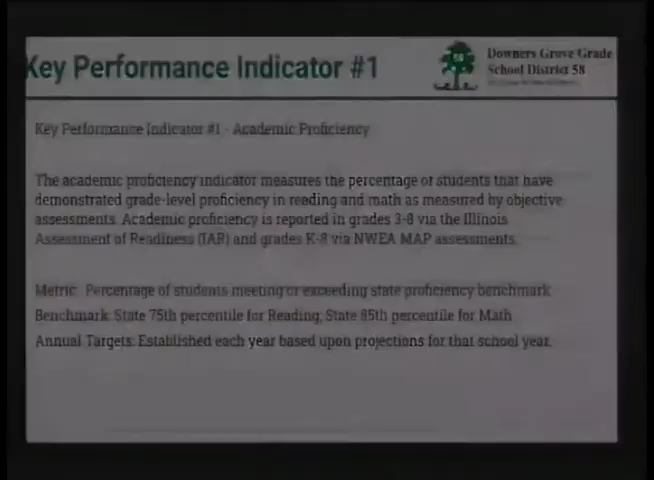 Key Performance Indicator #1
Downers Grove Grade
School District 58
Key Performance Indicator #1 - Academic Proficiency
The academic proficiency indicator measures the percentage of students that have
demonstrated grade-level proficiency in reading and math as measured by objective
assessments. Academic proficiency is reported in grades 3-8 via the Illinois
Assessment of Readiness (IAR) and grades K-8 via NWEA MAP assessments.
Metric: Percentage of students meeting or exceeding state proficiency benchmark
Benchmark: State 75th percentile for Reading; State 85th percentile for Math
Annual Targets: Established each year based upon projections for that school year.